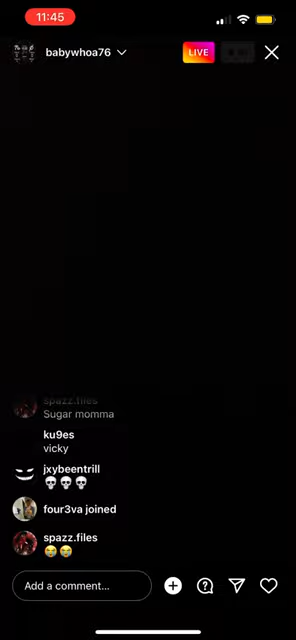 11:45
babywhoa76
LIVE
spazz.files
Sugar momma
ku9es
vicky
jxybeentrill
💀💀💀
four3va joined
spazz.files
😭😭
Add a comment...